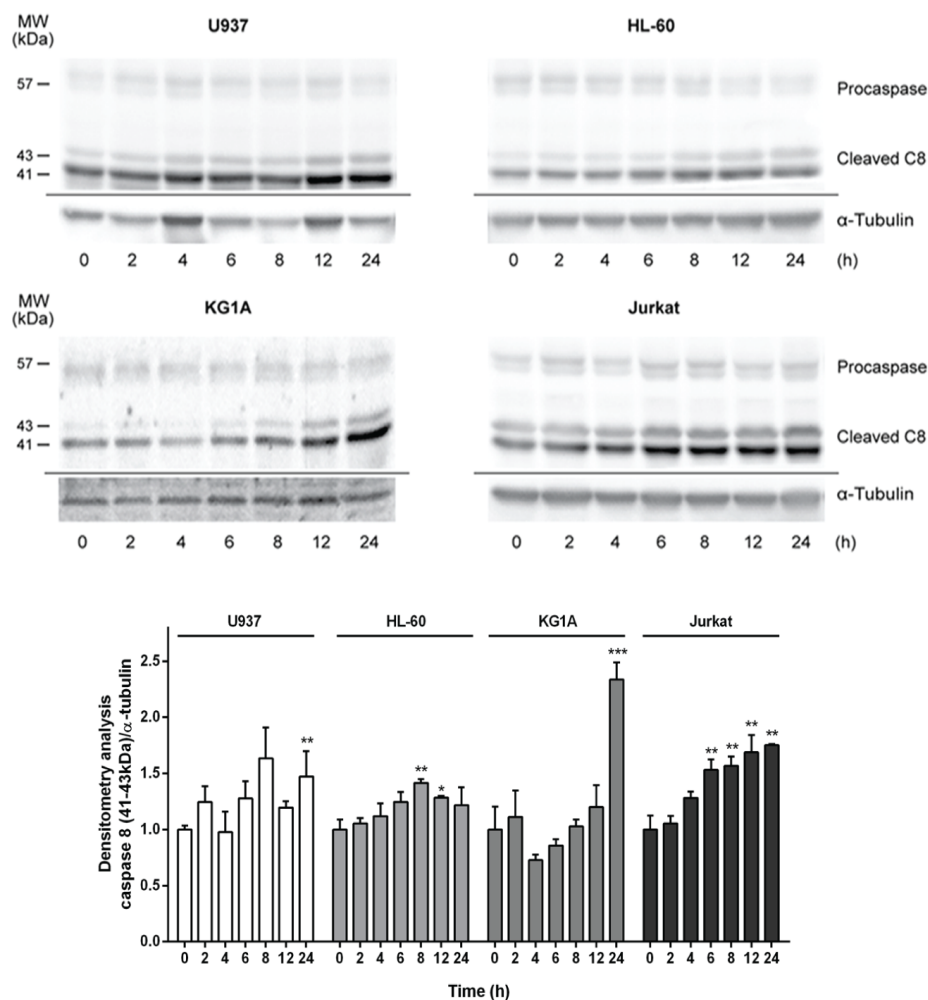 MW
(kDa)
U937
HL-60
57
Procaspase
43
41
Cleaved C8
α-Tubulin
0 2 4 6 8 12 24
0 2 4 6 8 12 24 (h)
MW
(kDa)
KG1A
Jurkat
57
Procaspase
43
41
Cleaved C8
α-Tubulin
0 2 4 6 8 12 24
0 2 4 6 8 12 24 (h)
U937 HL-60 KG1A Jurkat
Densitometry analysis
caspase 8 (41-43kDa)/α-tubulin
2.5
2.0
1.5
1.0
0.5
0.0
** ** * *** ** ** ** **
0 2 4 6 8 12 24 0 2 4 6 8 12 24 0 2 4 6 8 12 24 0 2 4 6 8 12 24
Time (h)